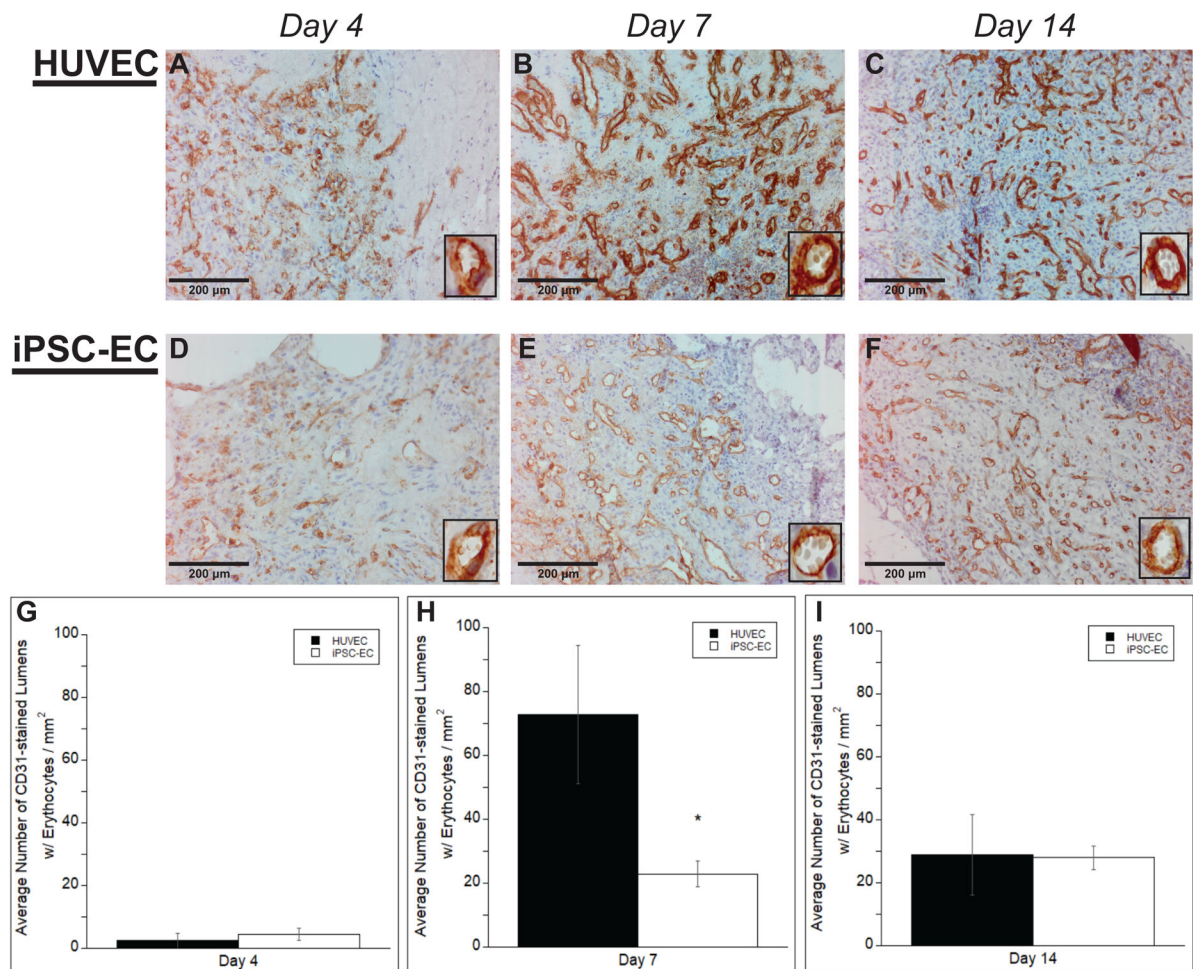 Day 4 Day 7 Day 14
HUVEC A B C
200 µm 200 µm 200 µm
iPSC-EC D E F
200 µm 200 µm 200 µm
G
Average Number of CD31-stained Lumens
w/ Erythocytes / mm²
100
80
60
40
20
0
HUVEC
iPSC-EC
Day 4
H
Average Number of CD31-stained Lumens
w/ Erythocytes / mm²
100
80
60
40
20
0
HUVEC
iPSC-EC
*
Day 7
I
Average Number of CD31-stained Lumens
w/ Erythocytes / mm²
100
80
60
40
20
0
HUVEC
iPSC-EC
Day 14